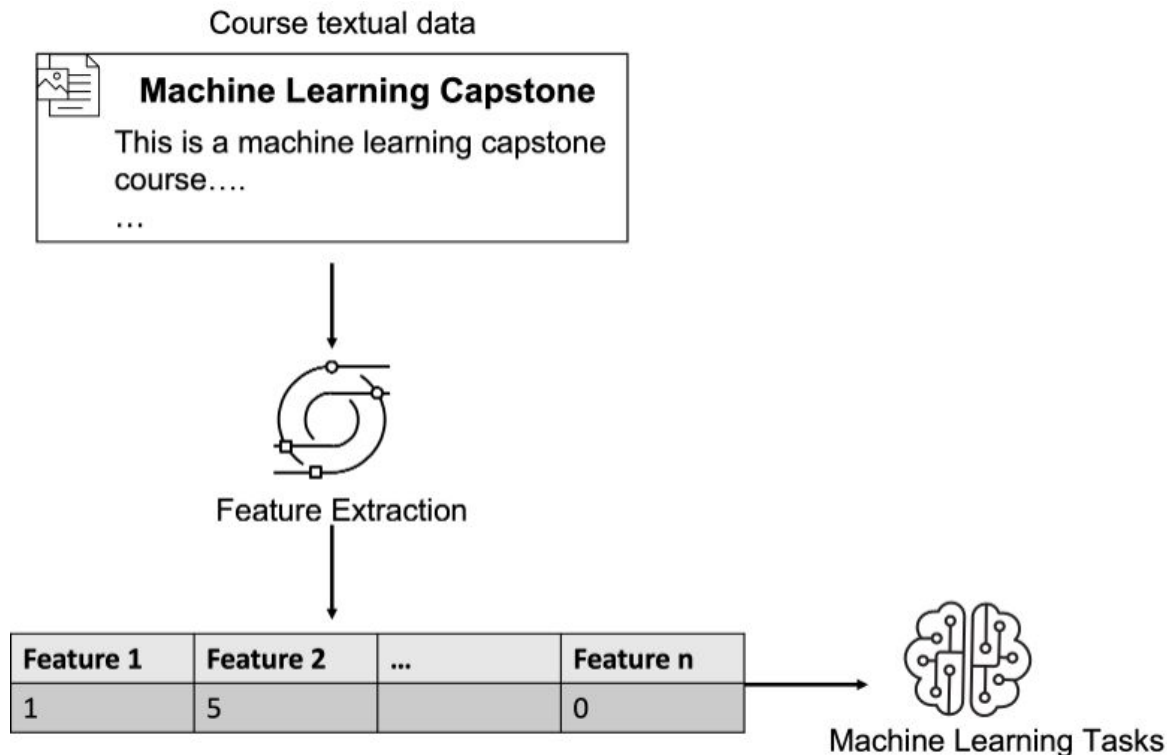 Course textual data
Machine Learning Capstone
This is a machine learning capstone
course....
...
Feature Extraction
Feature 1 Feature 2 ... Feature n
1 5 0
Machine Learning Tasks